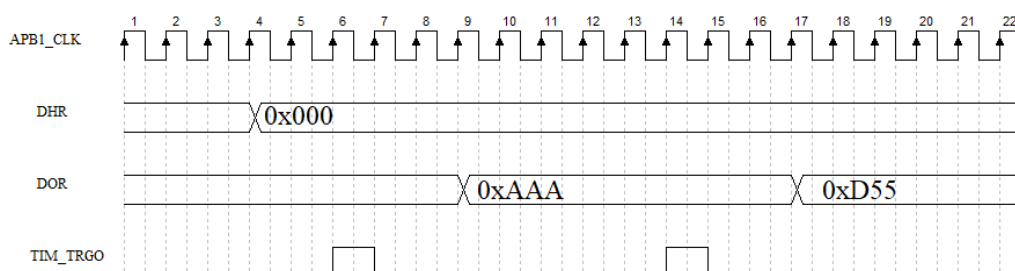 1 2 3 4 5 6 7 8 9 10 11 12 13 14 15 16 17 18 19 20 21 22
APB1_CLK
DHR
0x000
DOR
0xAAA
0xD55
TIM_TRGO